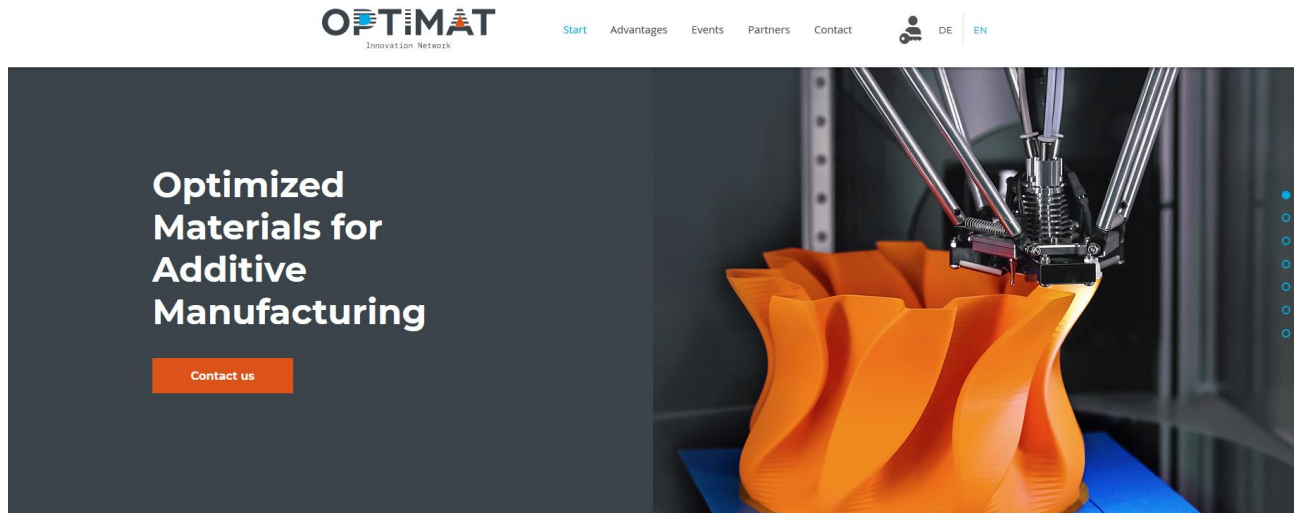 OPTIMAT
Innovation Network
Start Advantages Events Partners Contact DE EN
Optimized
Materials for
Additive
Manufacturing
Contact us